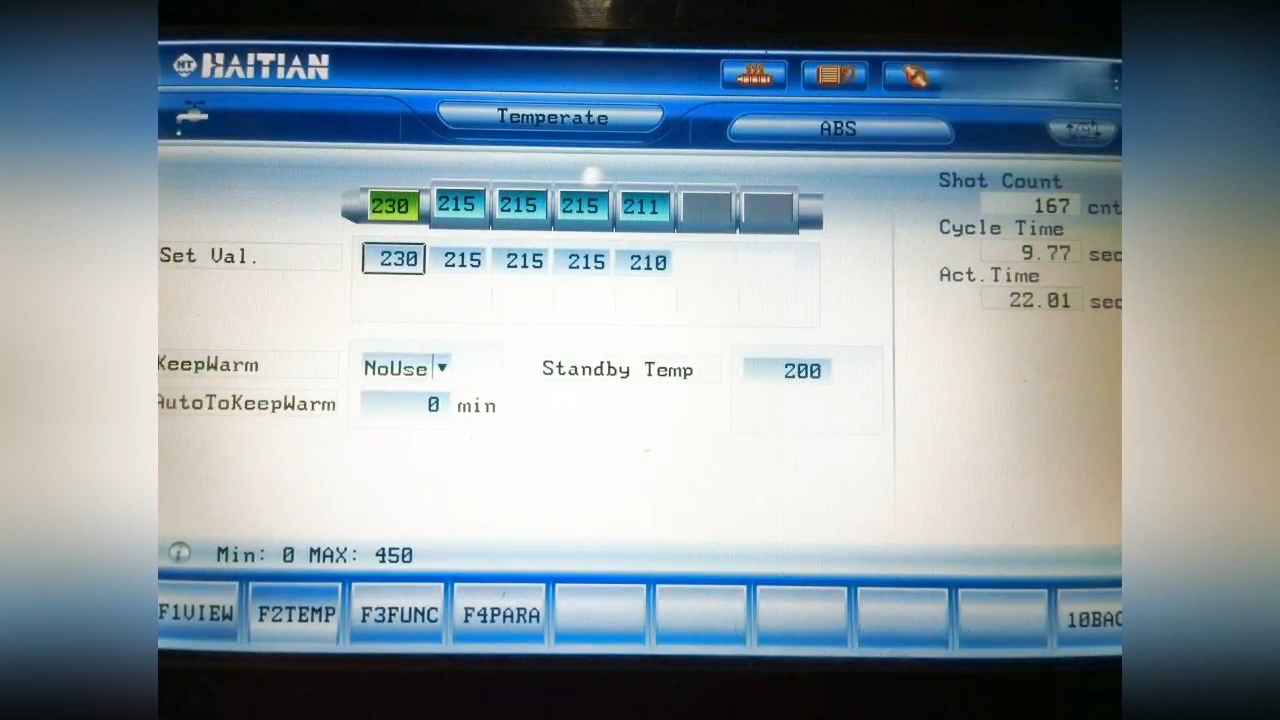 HT HAITIAN
Temperate
ABS
230 215 215 215 211
Set Val. 230 215 215 215 210
Shot Count
167 cnt
Cycle Time
9.77 sec
Act.Time
22.01 sec
KeepWarm NoUse Standby Temp 200
AutoToKeepWarm 0 min
Min: 0 MAX: 450
F1VIEW F2TEMP F3FUNC F4PARA 10BAC